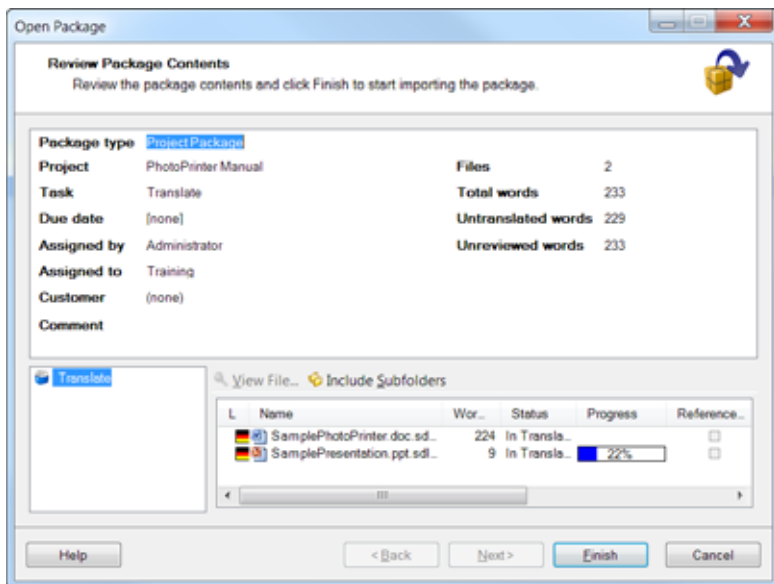 Open Package
Review Package Contents
Review the package contents and click Finish to start importing the package.
Package type Project Package
Project PhotoPrinter Manual Files 2
Task Translate Total words 233
Due date [none] Untranslated words 229
Assigned by Administrator Unreviewed words 233
Assigned to Training
Customer (none)
Comment
Translate
View File... Include Subfolders
L Name Wor... Status Progress Reference...
SamplePhotoPrinter.doc.sd... 224 In Transla...
SamplePresentation.ppt.sdl... 9 In Transla... 22%
Help < Back Next > Finish Cancel